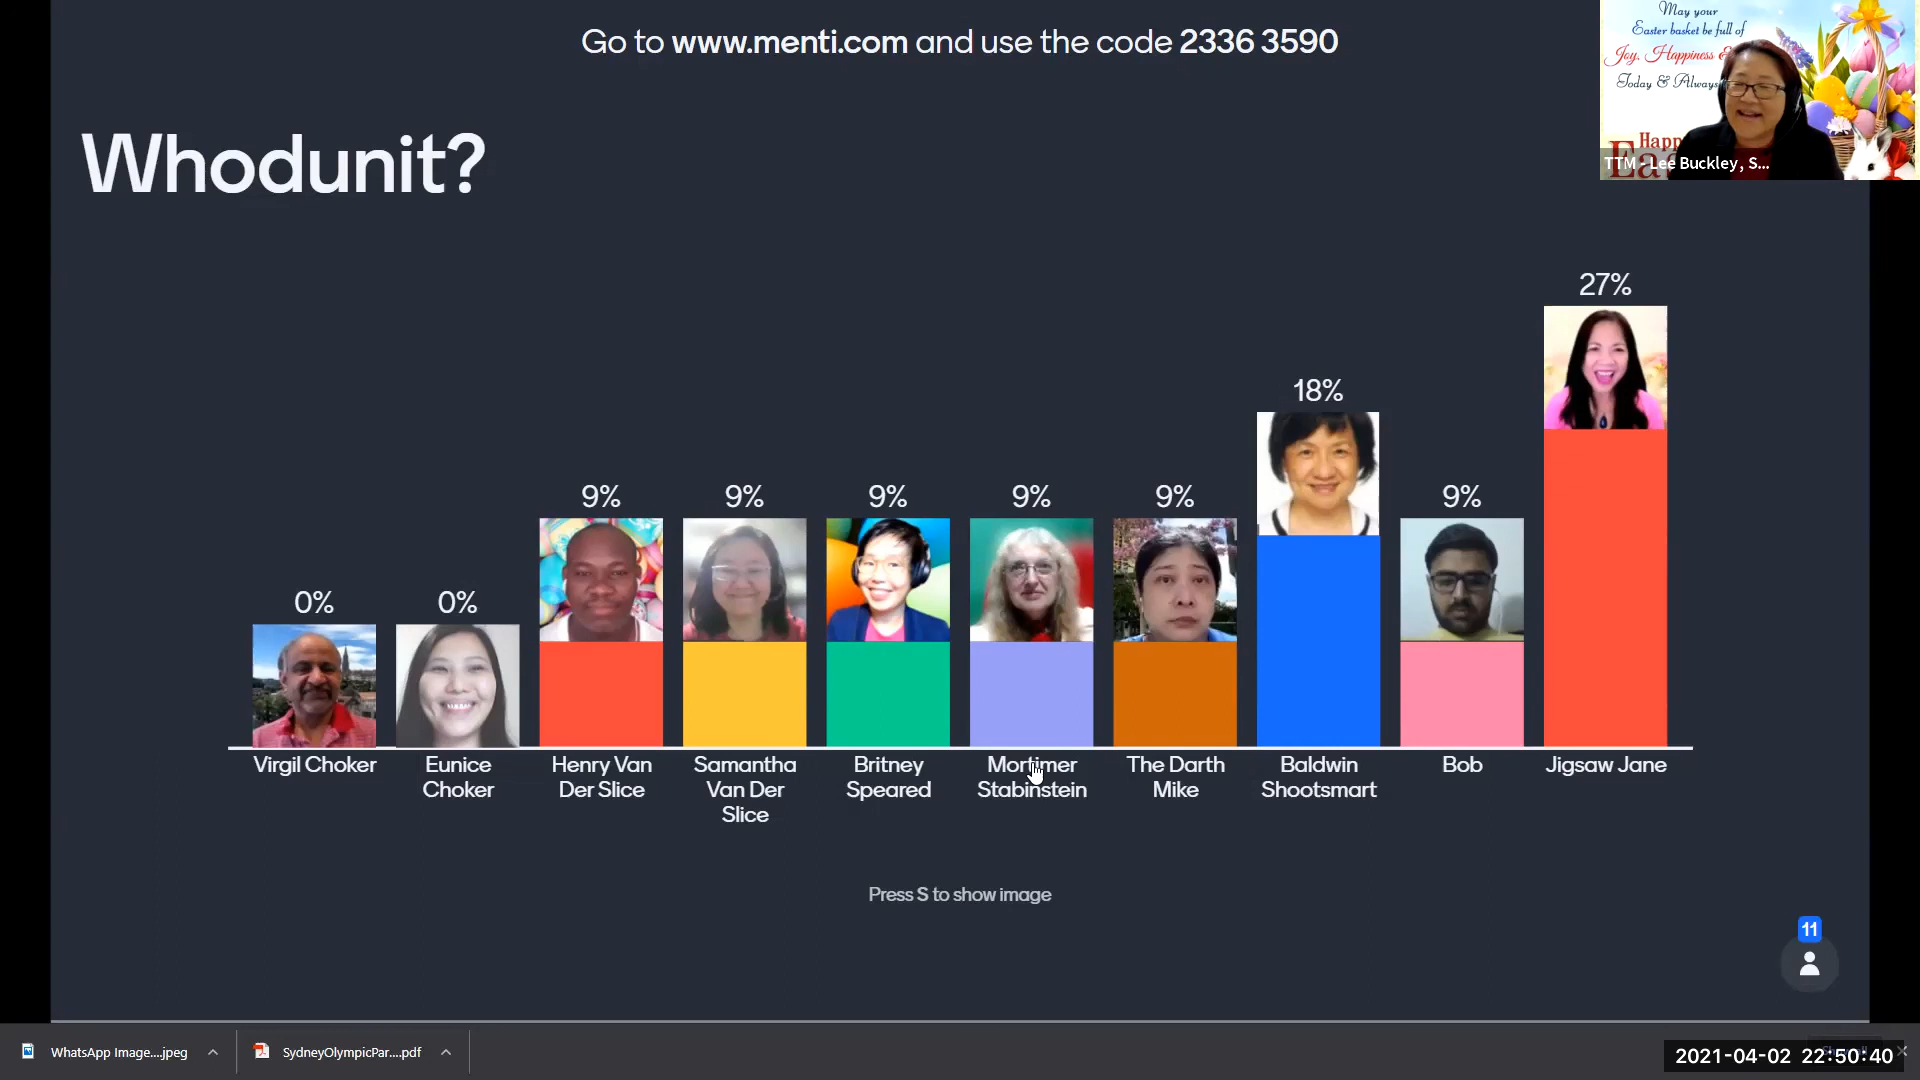 Go to www.menti.com and use the code 2336 3590
May your
Easter basket be full of
Joy, Happiness &
Today & Always
Happ
Ea
TTM - Lee Buckley, S...
Whodunit?
27%
18%
9%
9%
9%
9%
9%
9%
0%
0%
Virgil Choker
Eunice
Choker
Henry Van
Der Slice
Samantha
Van Der
Slice
Britney
Speared
Mortimer
Stabinstein
The Darth
Mike
Baldwin
Shootsmart
Bob
Jigsaw Jane
Press S to show image
11
WhatsApp Image....jpeg
SydneyOlympicPar....pdf
2021-04-02 22:50:40